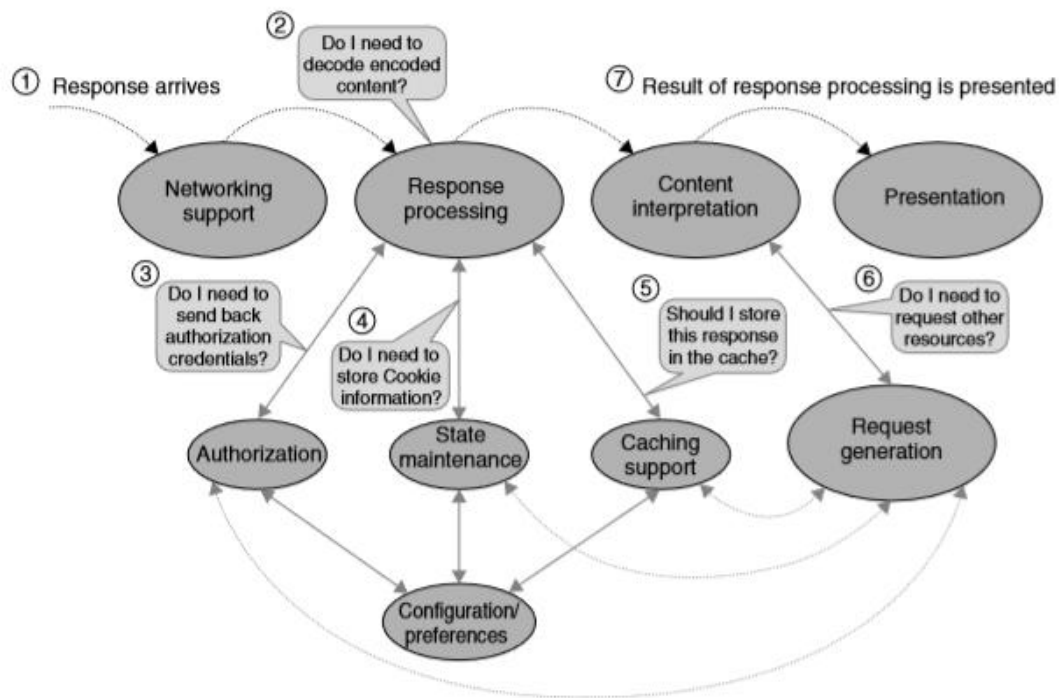 ②
Do I need to
decode encoded
content?
① Response arrives
⑦ Result of response processing is presented
Networking
support
Response
processing
Content
interpretation
Presentation
③
Do I need to
send back
authorization
credentials?
④
Do I need to
store Cookie
information?
⑤
Should I store
this response
in the cache?
⑥
Do I need to
request other
resources?
Authorization
State
maintenance
Caching
support
Request
generation
Configuration/
preferences